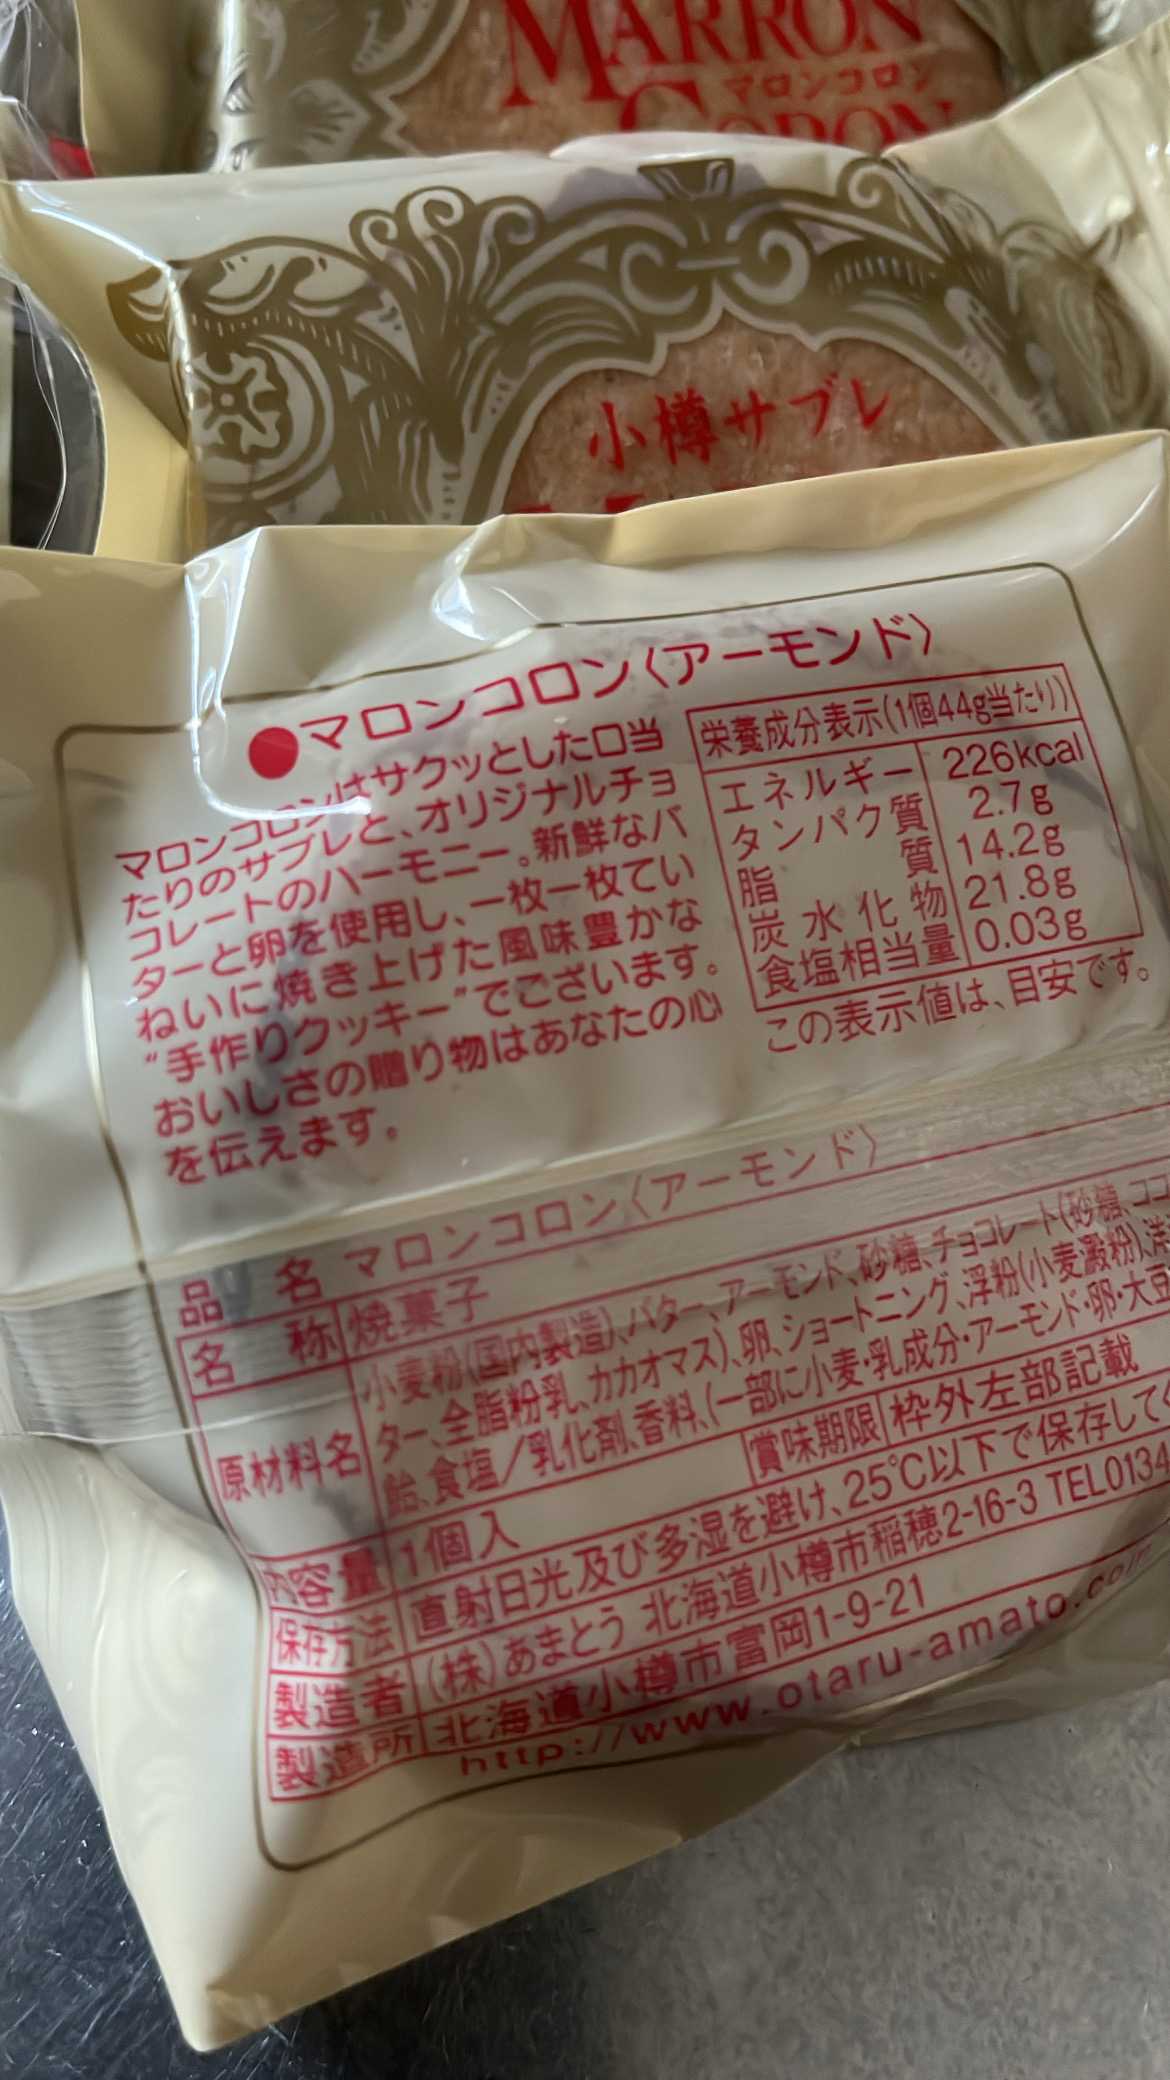 MARRON
マロンコロン
CORON
小樽サブレ
●マロンコロン〈アーモンド〉
マロンコロンはサクッとした口当
たりのサブレと、オリジナルチョ
コレートのハーモニー。新鮮なバ
ターと卵を使用し、一枚一枚てい
ねいに焼き上げた風味豊かな
“手作りクッキー”でございます。
おいしさの贈り物はあなたの心
を伝えます。
栄養成分表示(1個44g当たり)
エネルギー 226kcal
タンパク質 2.7g
脂質 14.2g
炭水化物 21.8g
食塩相当量 0.03g
この表示値は、目安です。
品名 マロンコロン〈アーモンド〉
名称 焼菓子
原材料名 小麦粉(国内製造)、バター、アーモンド、砂糖、チョコレート(砂糖、ココ
ター、全脂粉乳、カカオマス)、卵、ショートニング、浮粉(小麦澱粉)、洋
飴、食塩/乳化剤、香料、(一部に小麦・乳成分・アーモンド・卵・大豆
内容量 1個入 賞味期限 枠外左部記載
保存方法 直射日光及び多湿を避け、25℃以下で保存して
製造者 (株)あまとう 北海道小樽市稲穂2-16-3 TEL0134
製造所 北海道小樽市富岡1-9-21
http://www.otaru-amato.co